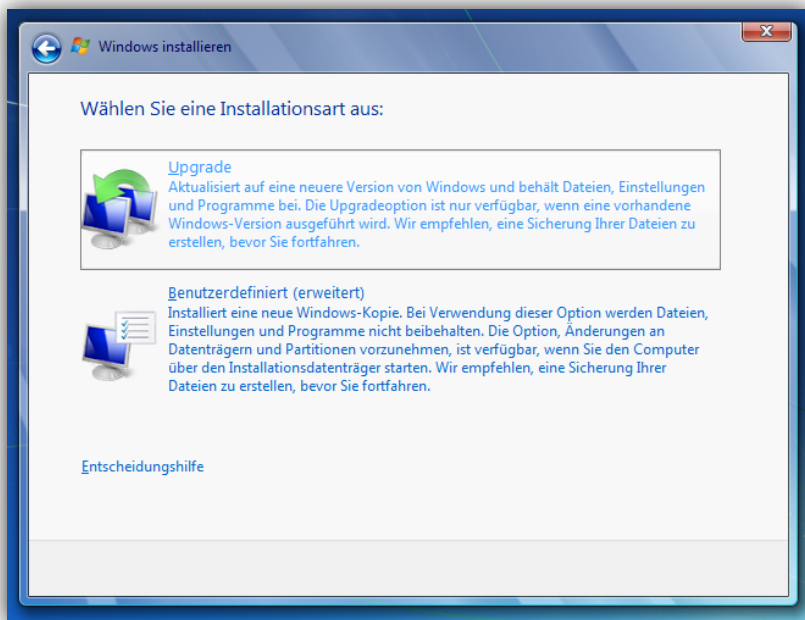 Windows installieren
Wählen Sie eine Installationsart aus:
Upgrade
Aktualisiert auf eine neuere Version von Windows und behält Dateien, Einstellungen
und Programme bei. Die Upgradeoption ist nur verfügbar, wenn eine vorhandene
Windows-Version ausgeführt wird. Wir empfehlen, eine Sicherung Ihrer Dateien zu
erstellen, bevor Sie fortfahren.
Benutzerdefiniert (erweitert)
Installiert eine neue Windows-Kopie. Bei Verwendung dieser Option werden Dateien,
Einstellungen und Programme nicht beibehalten. Die Option, Änderungen an
Datenträgern und Partitionen vorzunehmen, ist verfügbar, wenn Sie den Computer
über den Installationsdatenträger starten. Wir empfehlen, eine Sicherung Ihrer
Dateien zu erstellen, bevor Sie fortfahren.
Entscheidungshilfe